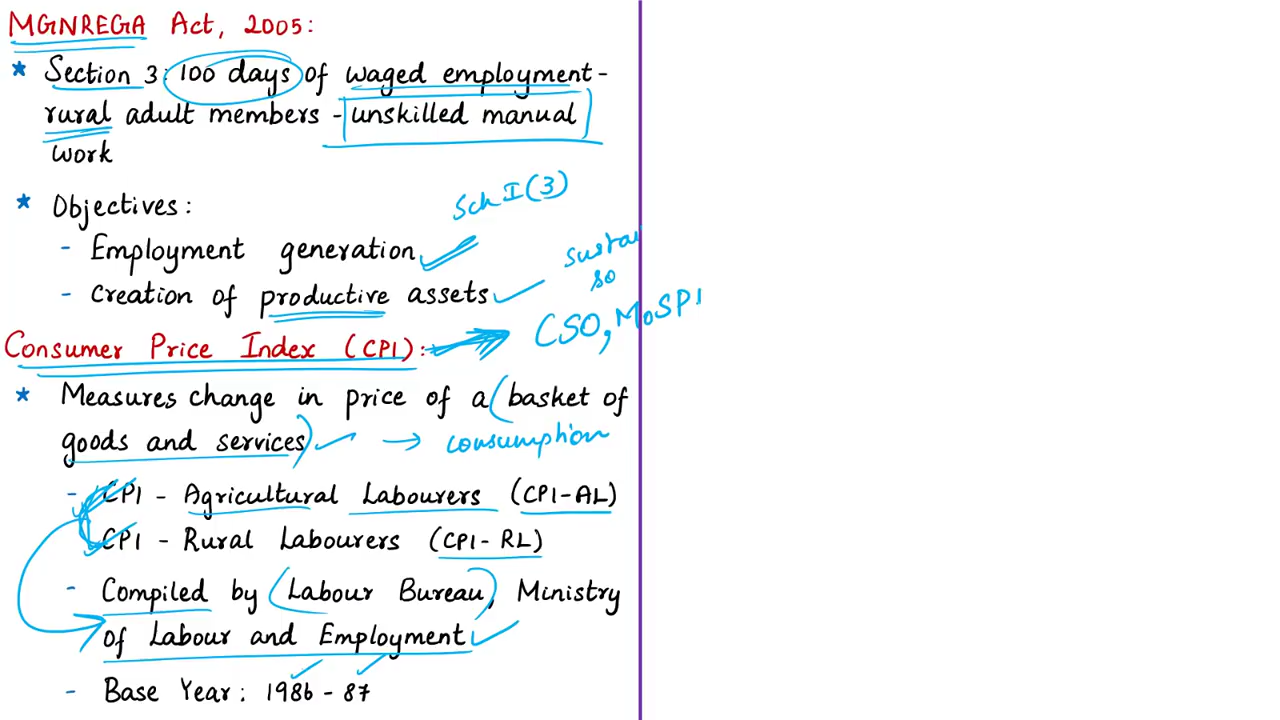 MGNREGA Act, 2005:
* Section 3: 100 days of waged employment-
rural adult members - unskilled manual
work
* Objectives:
Sch I(3)
- Employment generation
- Creation of productive assets
so
Consumer Price Index (CPI):
CSO, MoSPI
* Measures change in price of a (basket of
goods and services) → consumption
- CPI - Agricultural Labourers (CPI-AL)
CPI - Rural Labourers (CPI-RL)
- Compiled by (Labour Bureau), Ministry
of Labour and Employment
- Base Year: 1986-87